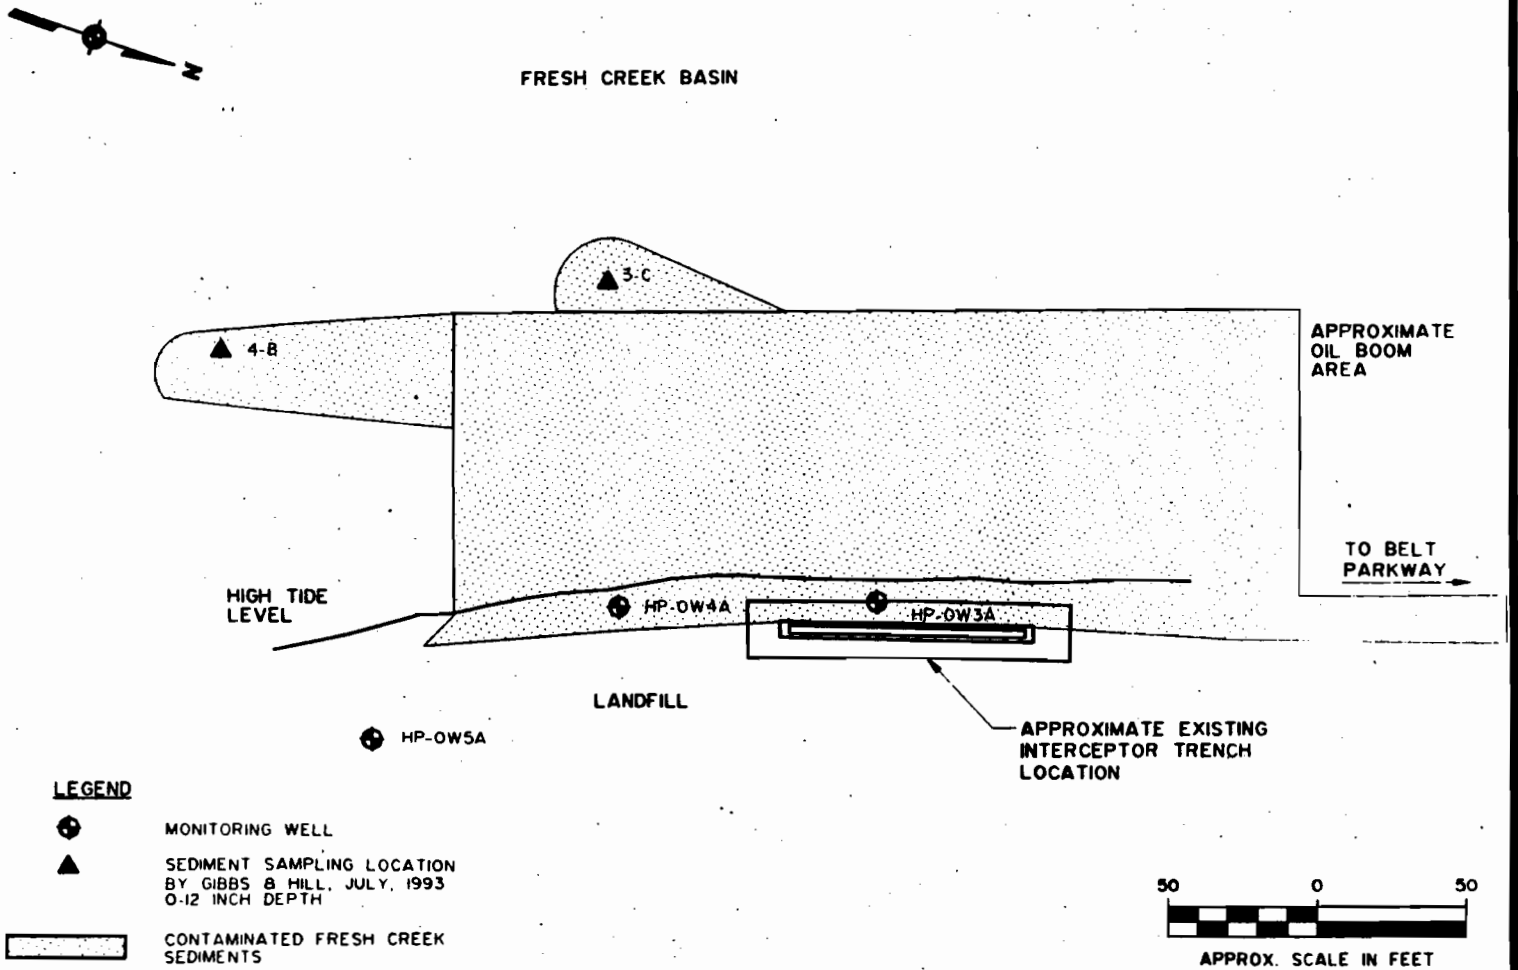 N
FRESH CREEK BASIN
3-C
4-B
APPROXIMATE
OIL BOOM
AREA
TO BELT
PARKWAY
HIGH TIDE
LEVEL
HP-OW4A
HP-OW3A
LANDFILL
HP-OW5A
APPROXIMATE EXISTING
INTERCEPTOR TRENCH
LOCATION
LEGEND
MONITORING WELL
SEDIMENT SAMPLING LOCATION
BY GIBBS & HILL, JULY, 1993
0-12 INCH DEPTH
CONTAMINATED FRESH CREEK
SEDIMENTS
50 0 50
APPROX. SCALE IN FEET